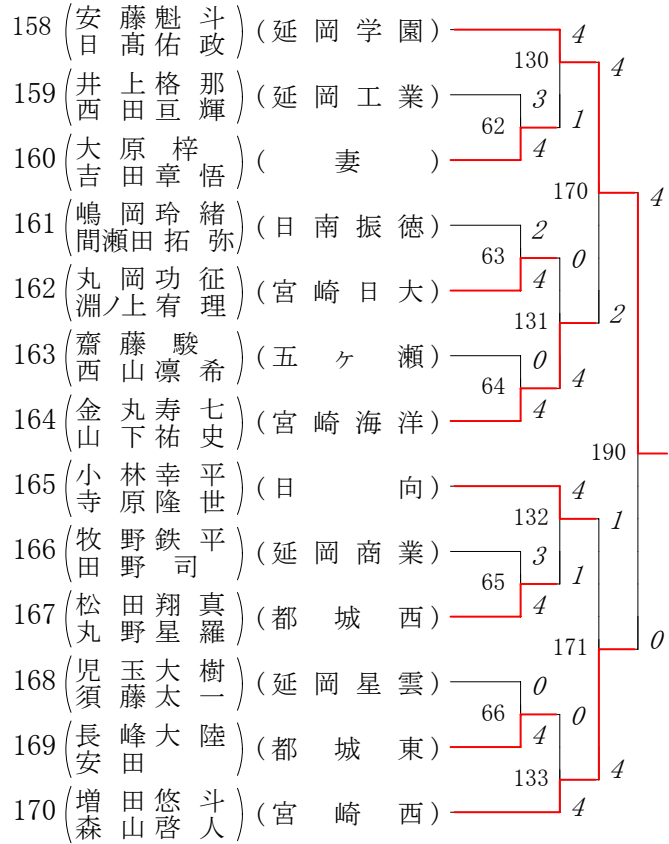 158 安藤魁斗 日髙佑政 (延岡学園) 4
130 4
159 井上格那 西田亘輝 (延岡工業) 3
62 1
160 大原梓 吉田章悟 (妻) 4
170 4
161 嶋岡玲緒 間瀬田拓弥 (日南振徳) 2
63 0
162 丸岡功征 淵ノ上宥理 (宮崎日大) 4
131 2
163 齋藤駿 西山凛希 (五ヶ瀬) 0
64 4
164 金丸寿七 山下祐史 (宮崎海洋) 4
190
165 小林幸平 寺原隆世 (日向) 4
132 1
166 牧野鉄平 田野司 (延岡商業) 3
65 1
167 松田翔真 丸野星羅 (都城西) 4
171 0
168 児玉大樹 須藤太一 (延岡星雲) 0
66 0
169 長峰大陸 安田 (都城東) 4
133 4
170 増田悠斗 森山啓人 (宮崎西) 4